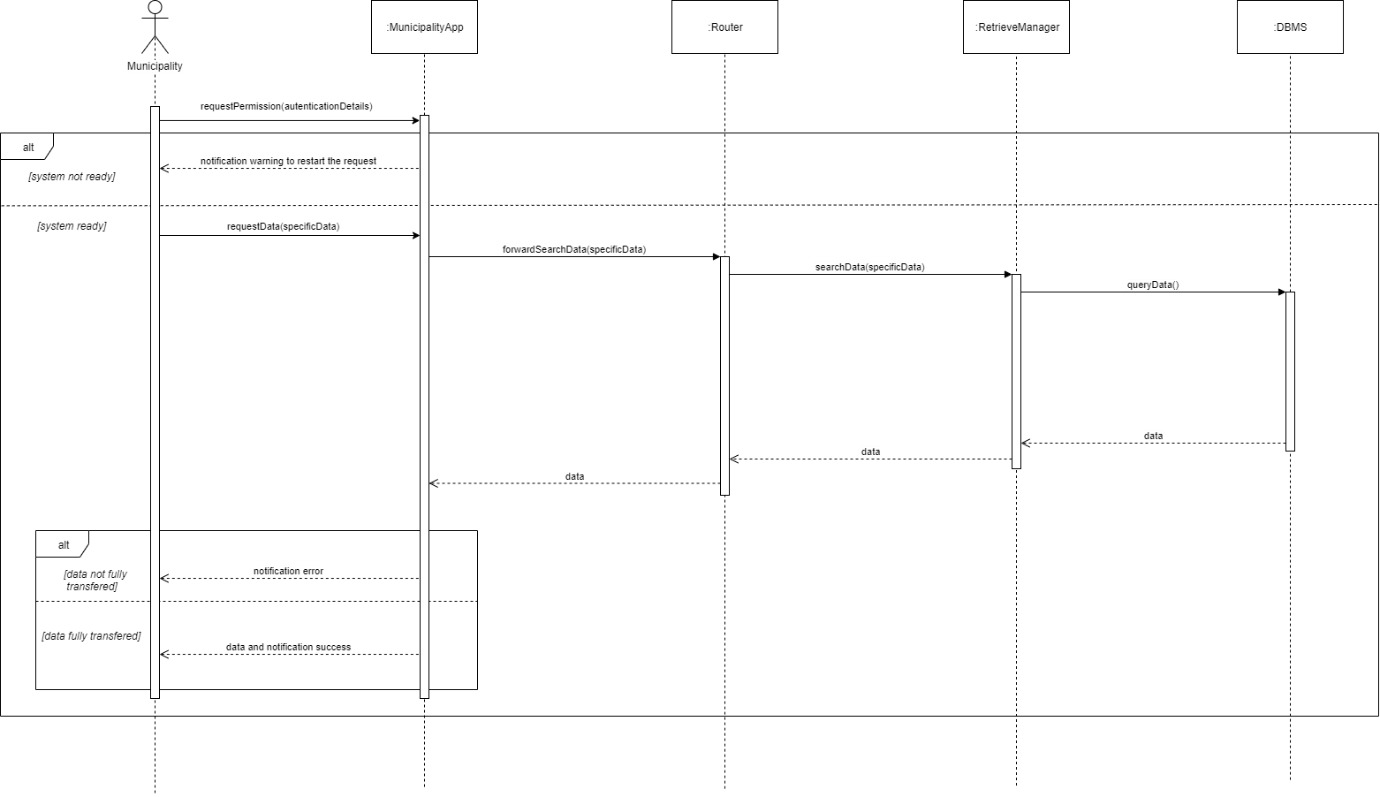 :MunicipalityApp
:Router
:RetrieveManager
:DBMS
Municipality
requestPermission(autenticationDetails)
alt
notification warning to restart the request
[system not ready]
[system ready]
requestData(specificData)
forwardSearchData(specificData)
searchData(specificData)
queryData()
data
data
data
alt
notification error
[data not fully
transfered]
[data fully transfered]
data and notification success